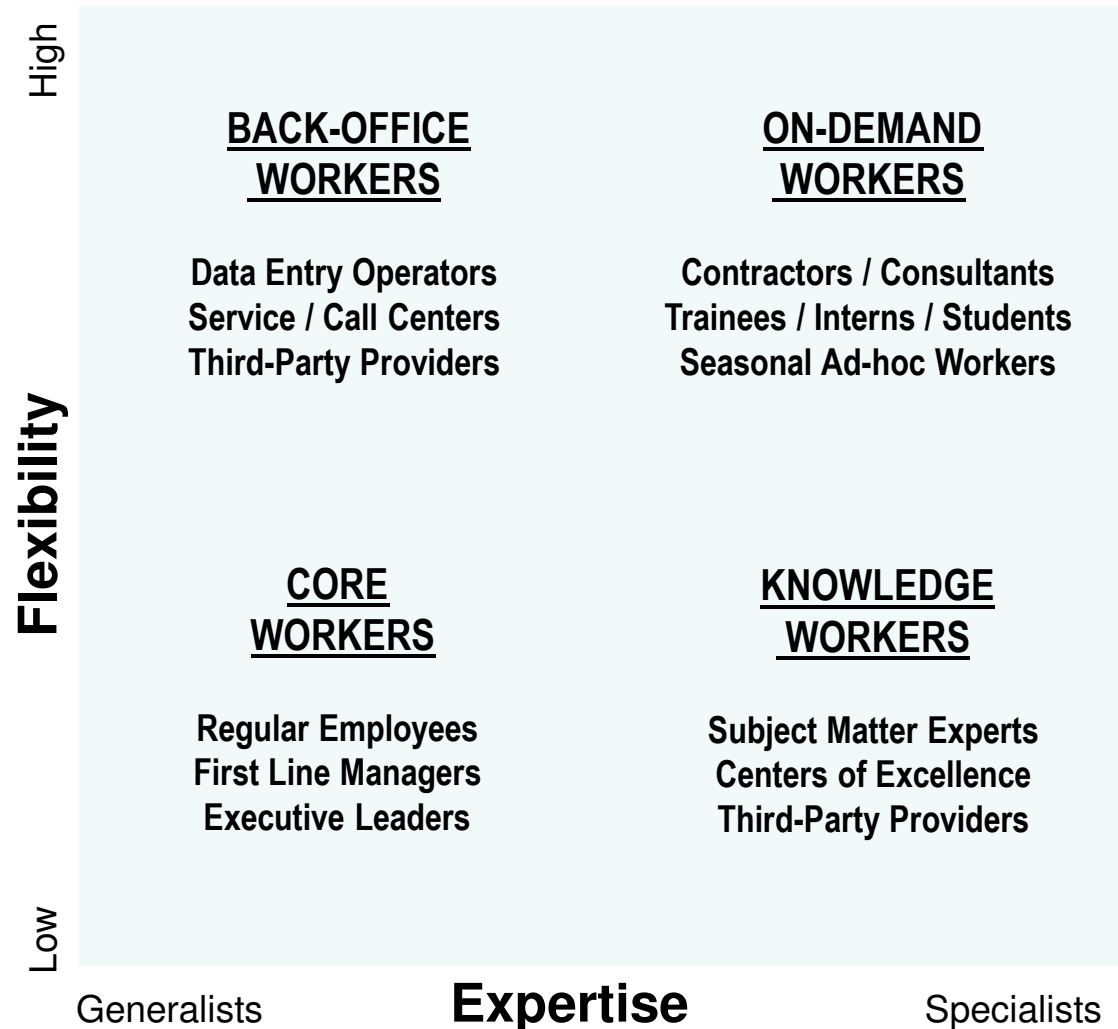 High
BACK-OFFICE
WORKERS
Data Entry Operators
Service / Call Centers
Third-Party Providers
ON-DEMAND
WORKERS
Contractors / Consultants
Trainees / Interns / Students
Seasonal Ad-hoc Workers
Flexibility
CORE
WORKERS
Regular Employees
First Line Managers
Executive Leaders
KNOWLEDGE
WORKERS
Subject Matter Experts
Centers of Excellence
Third-Party Providers
Low
Generalists
Expertise
Specialists